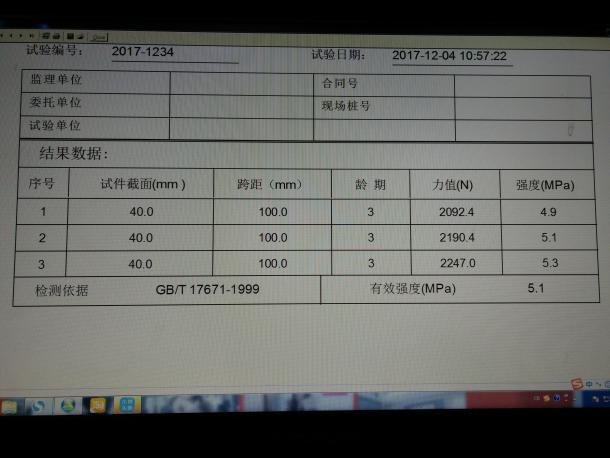 试验编号： 2017-1234 试验日期： 2017-12-04 10:57:22
监理单位 合同号
委托单位 现场桩号
试验单位
结果数据：
序号 试件截面(mm ) 跨距（mm） 龄 期 力值(N) 强度(MPa)
1 40.0 100.0 3 2092.4 4.9
2 40.0 100.0 3 2190.4 5.1
3 40.0 100.0 3 2247.0 5.3
检测依据 GB/T 17671-1999 有效强度(MPa) 5.1